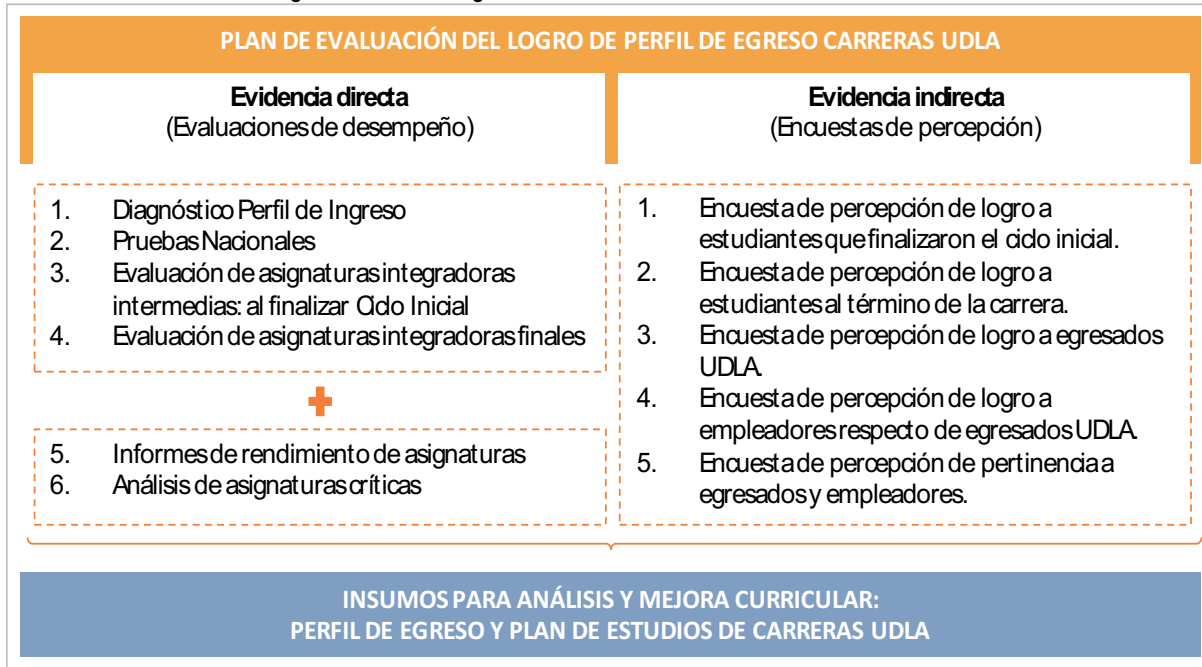 PLAN DE EVALUACIÓN DEL LOGRO DE PERFIL DE EGRESO CARRERAS UDLA
Evidencia directa
(Evaluaciones de desempeño)
1. Diagnóstico Perfil de Ingreso
2. Pruebas Nacionales
3. Evaluación de asignaturas integradoras
intermedias: al finalizar Ciclo Inicial
4. Evaluación de asignaturas integradoras finales
+
5. Informes de rendimiento de asignaturas
6. Análisis de asignaturas críticas
Evidencia indirecta
(Encuestas de percepción)
1. Encuesta de percepción de logro a
estudiantes que finalizaron el ciclo inicial.
2. Encuesta de percepción de logro a
estudiantes al término de la carrera.
3. Encuesta de percepción de logro a egresados
UDLA.
4. Encuesta de percepción de logro a
empleadores respecto de egresados UDLA.
5. Encuesta de percepción de pertinencia a
egresados y empleadores.
INSUMOS PARA ANÁLISIS Y MEJORA CURRICULAR:
PERFIL DE EGRESO Y PLAN DE ESTUDIOS DE CARRERAS UDLA